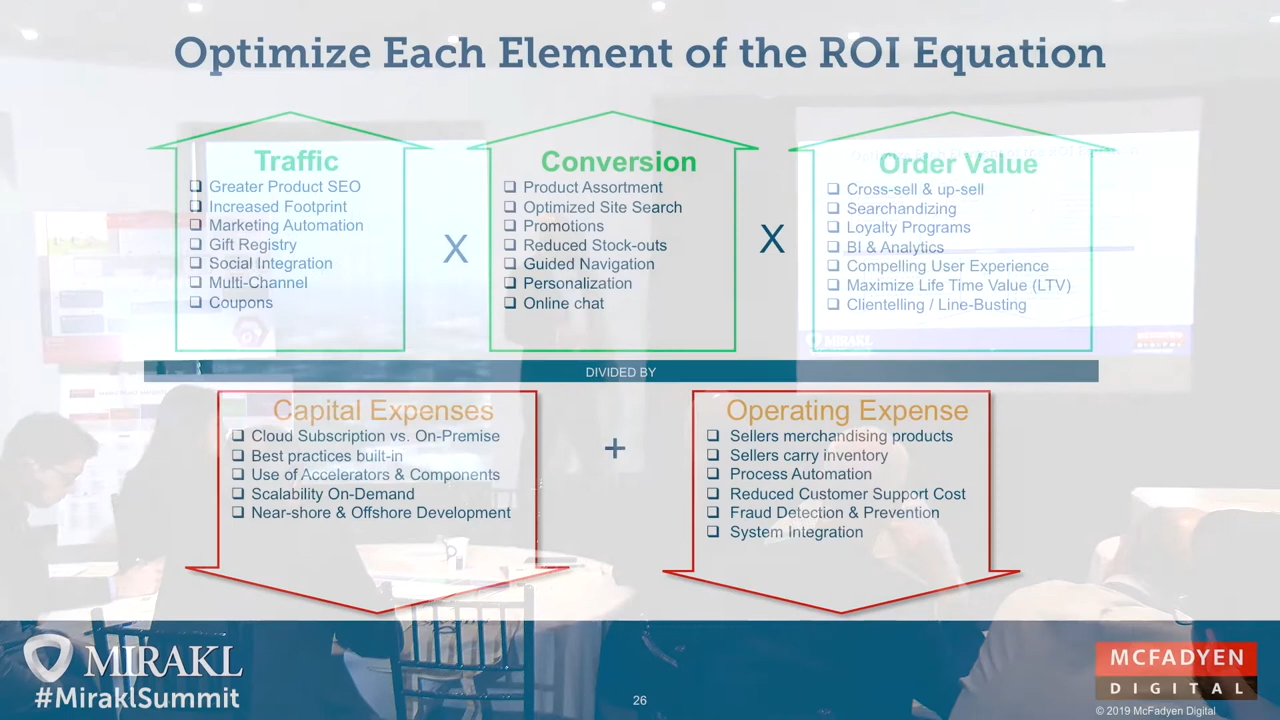 Optimize Each Element of the ROI Equation
Traffic
❑ Greater Product SEO
❑ Increased Footprint
❑ Marketing Automation
❑ Gift Registry
❑ Social Integration
❑ Multi-Channel
❑ Coupons
X
Conversion
❑ Product Assortment
❑ Optimized Site Search
❑ Promotions
❑ Reduced Stock-outs
❑ Guided Navigation
❑ Personalization
❑ Online chat
X
Order Value
❑ Cross-sell & up-sell
❑ Searchandizing
❑ Loyalty Programs
❑ BI & Analytics
❑ Compelling User Experience
❑ Maximize Life Time Value (LTV)
❑ Clientelling / Line-Busting
DIVIDED BY
Capital Expenses
❑ Cloud Subscription vs. On-Premise
❑ Best practices built-in
❑ Use of Accelerators & Components
❑ Scalability On-Demand
❑ Near-shore & Offshore Development
+
Operating Expense
❑ Sellers merchandising products
❑ Sellers carry inventory
❑ Process Automation
❑ Reduced Customer Support Cost
❑ Fraud Detection & Prevention
❑ System Integration
MIRAKL
#MiraklSummit
26
MCFADYEN
DIGITAL
© 2019 McFadyen Digital
MIRAKL